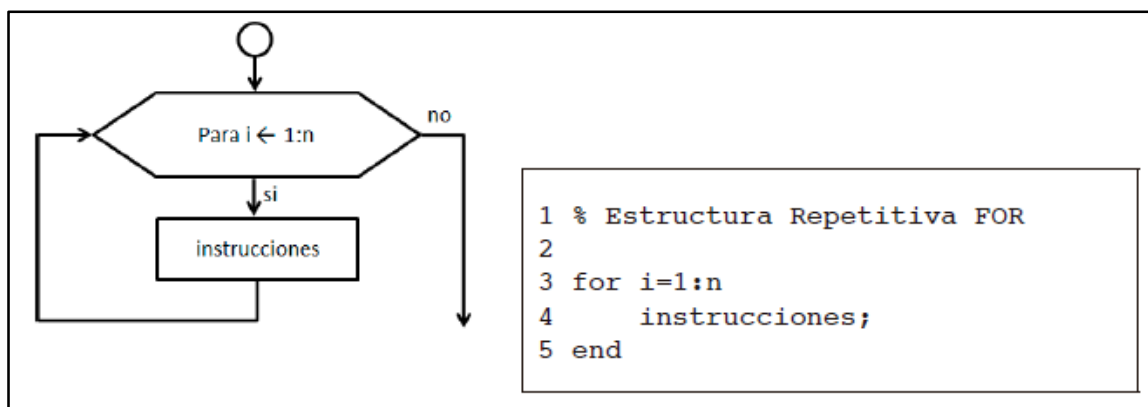 Para i ← 1:n
no
si
instrucciones
1 % Estructura Repetitiva FOR
2
3 for i=1:n
4     instrucciones;
5 end